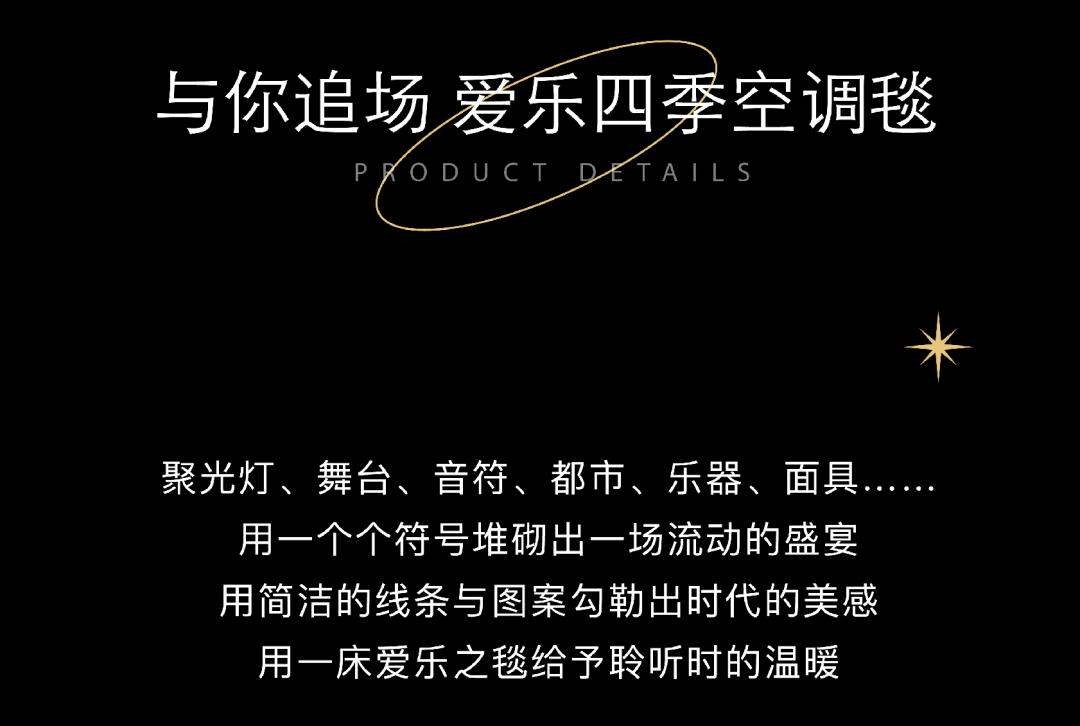 与你追场 爱乐四季空调毯
PRODUCT DETAILS
聚光灯、舞台、音符、都市、乐器、面具……
用一个个符号堆砌出一场流动的盛宴
用简洁的线条与图案勾勒出时代的美感
用一床爱乐之毯给予聆听时的温暖